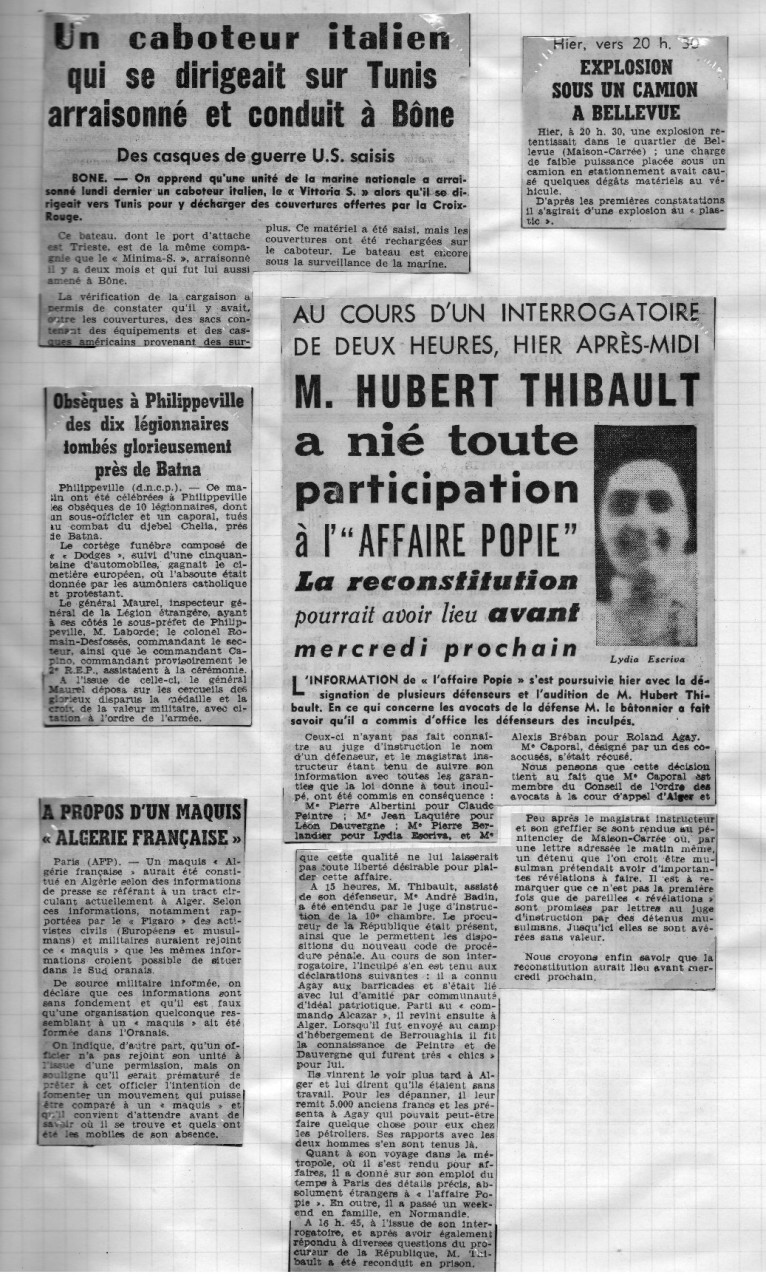 Un caboteur italien
qui se dirigeait sur Tunis
arraisonné et conduit à Bône
Des casques de guerre U.S. saisis
BONE. — On apprend qu'une unité de la marine nationale a arrai-
sonné lundi dernier un caboteur italien, le « Vittoria S. » alors qu'il se di-
rigeait vers Tunis pour y décharger des couvertures offertes par la Croix-
Rouge.
Ce bateau, dont le port d'attache
est Trieste, est de la même compa-
gnie que le « Minima-S. », arraisonné
il y a deux mois et qui fut lui aussi
amené à Bône.
La vérification de la cargaison a
permis de constater qu'il y avait,
outre les couvertures, des sacs con-
tenant des équipements et des cas-
ques américains provenant des sur-
plus. Ce matériel a été saisi, mais les
couvertures ont été rechargées sur
le caboteur. Le bateau est encore
sous la surveillance de la marine.
Hier, vers 20 h. 30
EXPLOSION
SOUS UN CAMION
A BELLEVUE
Hier, à 20 h. 30, une explosion re-
tentissait dans le quartier de Bel-
levue (Maison-Carrée) ; une charge
de faible puissance placée sous un
camion en stationnement avait cau-
sé quelques dégâts matériels au vé-
hicule.
D'après les premières constatations
il s'agirait d'une explosion au « plas-
tic ».
Obsèques à Philippeville
des dix légionnaires
tombés glorieusement
près de Batna
Philippeville (d.n.c.p.). — Ce ma-
tin ont été célébrées à Philippeville
les obsèques de 10 légionnaires, dont
un sous-officier et un caporal, tués
au combat du djebel Chelia, près
de Batna.
Le cortège funèbre composé de
« Dodges », suivi d'une cinquan-
taine d'automobiles, gagnait le ci-
metière européen, où l'absoute était
donnée par les aumôniers catholique
et protestant.
Le général Maurel, inspecteur gé-
néral de la Légion étrangère, ayant
à ses côtés le sous-préfet de Philip-
peville, M. Laborde; le colonel Ro-
main-Desfossés, commandant le sec-
teur, ainsi que le commandant Ca-
pino, commandant provisoirement le
2e R.E.P., assistaient à la cérémonie.
A l'issue de celle-ci, le général
Maurel déposa sur les cercueils des
glorieux disparus la médaille et la
croix de la valeur militaire, avec ci-
tation à l'ordre de l'armée.
A PROPOS D'UN MAQUIS
« ALGERIE FRANÇAISE »
Paris (AFP). — Un maquis « Al-
gérie française » aurait été consti-
tué en Algérie selon des informations
de presse se référant à un tract cir-
culant actuellement à Alger. Selon
ces informations, notamment rap-
portées par le « Figaro » des acti-
vistes civils (Européens et musul-
mans) et militaires auraient rejoint
ce « maquis » que les mêmes infor-
mations croient possible de situer
dans le Sud oranais.
De source militaire informée, on
déclare que ces informations sont
sans fondement et qu'il est faux
qu'une organisation quelconque res-
semblant à un « maquis » ait été
formée dans l'Oranais.
On indique, d'autre part, qu'un of-
ficier n'a pas rejoint son unité à
l'issue d'une permission, mais on
souligne qu'il serait prématuré de
prêter à cet officier l'intention de
fomenter un mouvement qui puisse
être comparé à un « maquis » et
qu'il convient d'attendre avant de
savoir où il se trouve et quels ont
été les mobiles de son absence.
AU COURS D'UN INTERROGATOIRE
DE DEUX HEURES, HIER APRÈS-MIDI
M. HUBERT THIBAULT
a nié toute
participation
à l'"AFFAIRE POPIE"
La reconstitution
pourrait avoir lieu avant
mercredi prochain
Lydia Escriva
L'INFORMATION de « l'affaire Popie » s'est poursuivie hier avec la dé-
signation de plusieurs défenseurs et l'audition de M. Hubert Thi-
bault. En ce qui concerne les avocats de la défense M. le bâtonnier a fait
savoir qu'il a commis d'office les défenseurs des inculpés.
Ceux-ci n'ayant pas fait connaî-
tre au juge d'instruction le nom
d'un défenseur, et le magistrat ins-
tructeur étant tenu de suivre son
information avec toutes les garan-
ties que la loi donne à tout incul-
pé, ont été commis en conséquence :
Me Pierre Albertini pour Claude
Peintre ; Me Jean Laquière pour
Léon Dauvergne ; Me Pierre Ber-
landier pour Lydia Escriva, et Me
Alexis Bréban pour Roland Agay.
Me Caporal, désigné par un des co-
accusés, s'était récusé.
Nous pensons que cette décision
tient au fait que Me Caporal est
membre du Conseil de l'ordre des
avocats à la cour d'appel d'Alger et
que cette qualité ne lui laisserait
pas toute liberté désirable pour plai-
der cette affaire.
A 15 heures, M. Thibault, assisté
de son défenseur, Me André Badin,
a été entendu par le juge d'instruc-
tion de la 10e chambre. Le procu-
reur de la République était présent,
ainsi que le permettent les dispo-
sitions du nouveau code de procé-
dure pénale. Au cours de son inter-
rogatoire, l'inculpé s'en est tenu aux
déclarations suivantes : il a connu
Agay aux barricades et s'était lié
avec lui d'amitié par communauté
d'idéal patriotique. Parti au « com-
mando Alcazar », il revint ensuite à
Alger. Lorsqu'il fut envoyé au camp
d'hébergement de Berrouaghia il fit
la connaissance de Peintre et de
Dauvergne qui furent très « chics »
pour lui.
Ils vinrent le voir plus tard à Al-
ger et lui dirent qu'ils étaient sans
travail. Pour les dépanner, il leur
remit 5.000 anciens francs et les pré-
senta à Agay qui pouvait peut-être
faire quelque chose pour eux chez
les pétroliers. Ses rapports avec les
deux hommes s'en sont tenus là.
Quant à son voyage dans la mé-
tropole, où il s'est rendu pour af-
faires, il a donné sur son emploi du
temps à Paris des détails précis, ab-
solument étrangers à « l'affaire Po-
pie ». En outre, il a passé un week-
end en famille, en Normandie.
A 16 h. 45, à l'issue de son inter-
rogatoire, et après avoir également
répondu à diverses questions du pro-
cureur de la République, M. Thi-
bault a été reconduit en prison.
Peu après le magistrat instructeur
et son greffier se sont rendus au pé-
nitencier de Maison-Carrée où, par
une lettre adressée le matin même,
un détenu que l'on croit être mu-
sulman prétendait avoir d'importan-
tes révélations à faire. Il est à re-
marquer que ce n'est pas la première
fois que de pareilles « révélations »
sont promises par lettres au juge
d'instruction par des détenus mu-
sulmans. Jusqu'ici elles se sont avé-
rées sans valeur.
Nous croyons enfin savoir que la
reconstitution aurait lieu avant mer-
credi prochain.